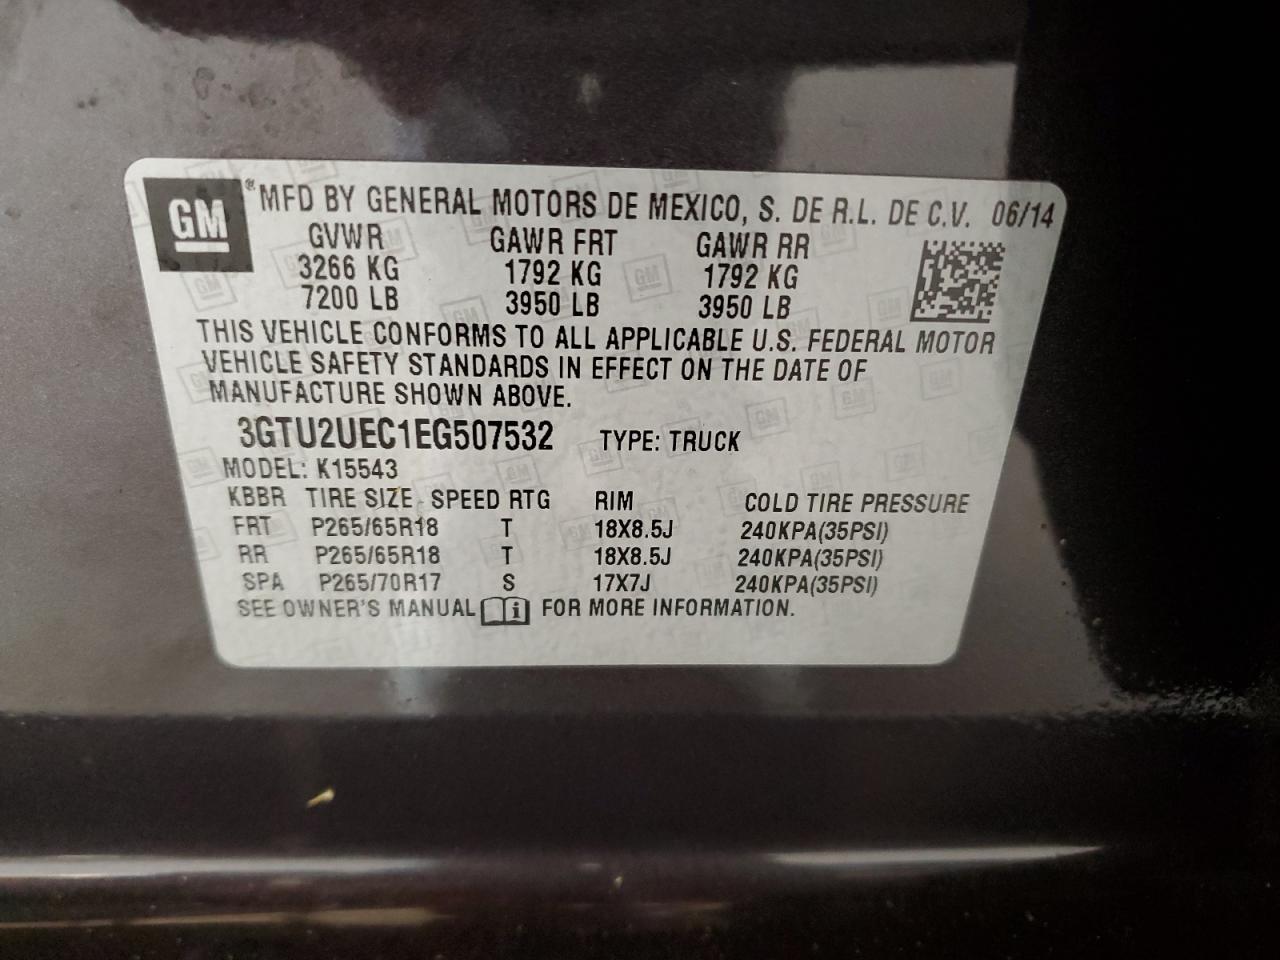 GM ® MFD BY GENERAL MOTORS DE MEXICO, S. DE R.L. DE C.V. 06/14
GVWR GAWR FRT GAWR RR
3266 KG 1792 KG 1792 KG
7200 LB 3950 LB 3950 LB
THIS VEHICLE CONFORMS TO ALL APPLICABLE U.S. FEDERAL MOTOR
VEHICLE SAFETY STANDARDS IN EFFECT ON THE DATE OF
MANUFACTURE SHOWN ABOVE.
3GTU2UEC1EG507532 TYPE: TRUCK
MODEL: K15543
KBBR TIRE SIZE SPEED RTG RIM COLD TIRE PRESSURE
FRT P265/65R18 T 18X8.5J 240KPA(35PSI)
RR P265/65R18 T 18X8.5J 240KPA(35PSI)
SPA P265/70R17 S 17X7J 240KPA(35PSI)
SEE OWNER'S MANUAL i FOR MORE INFORMATION.